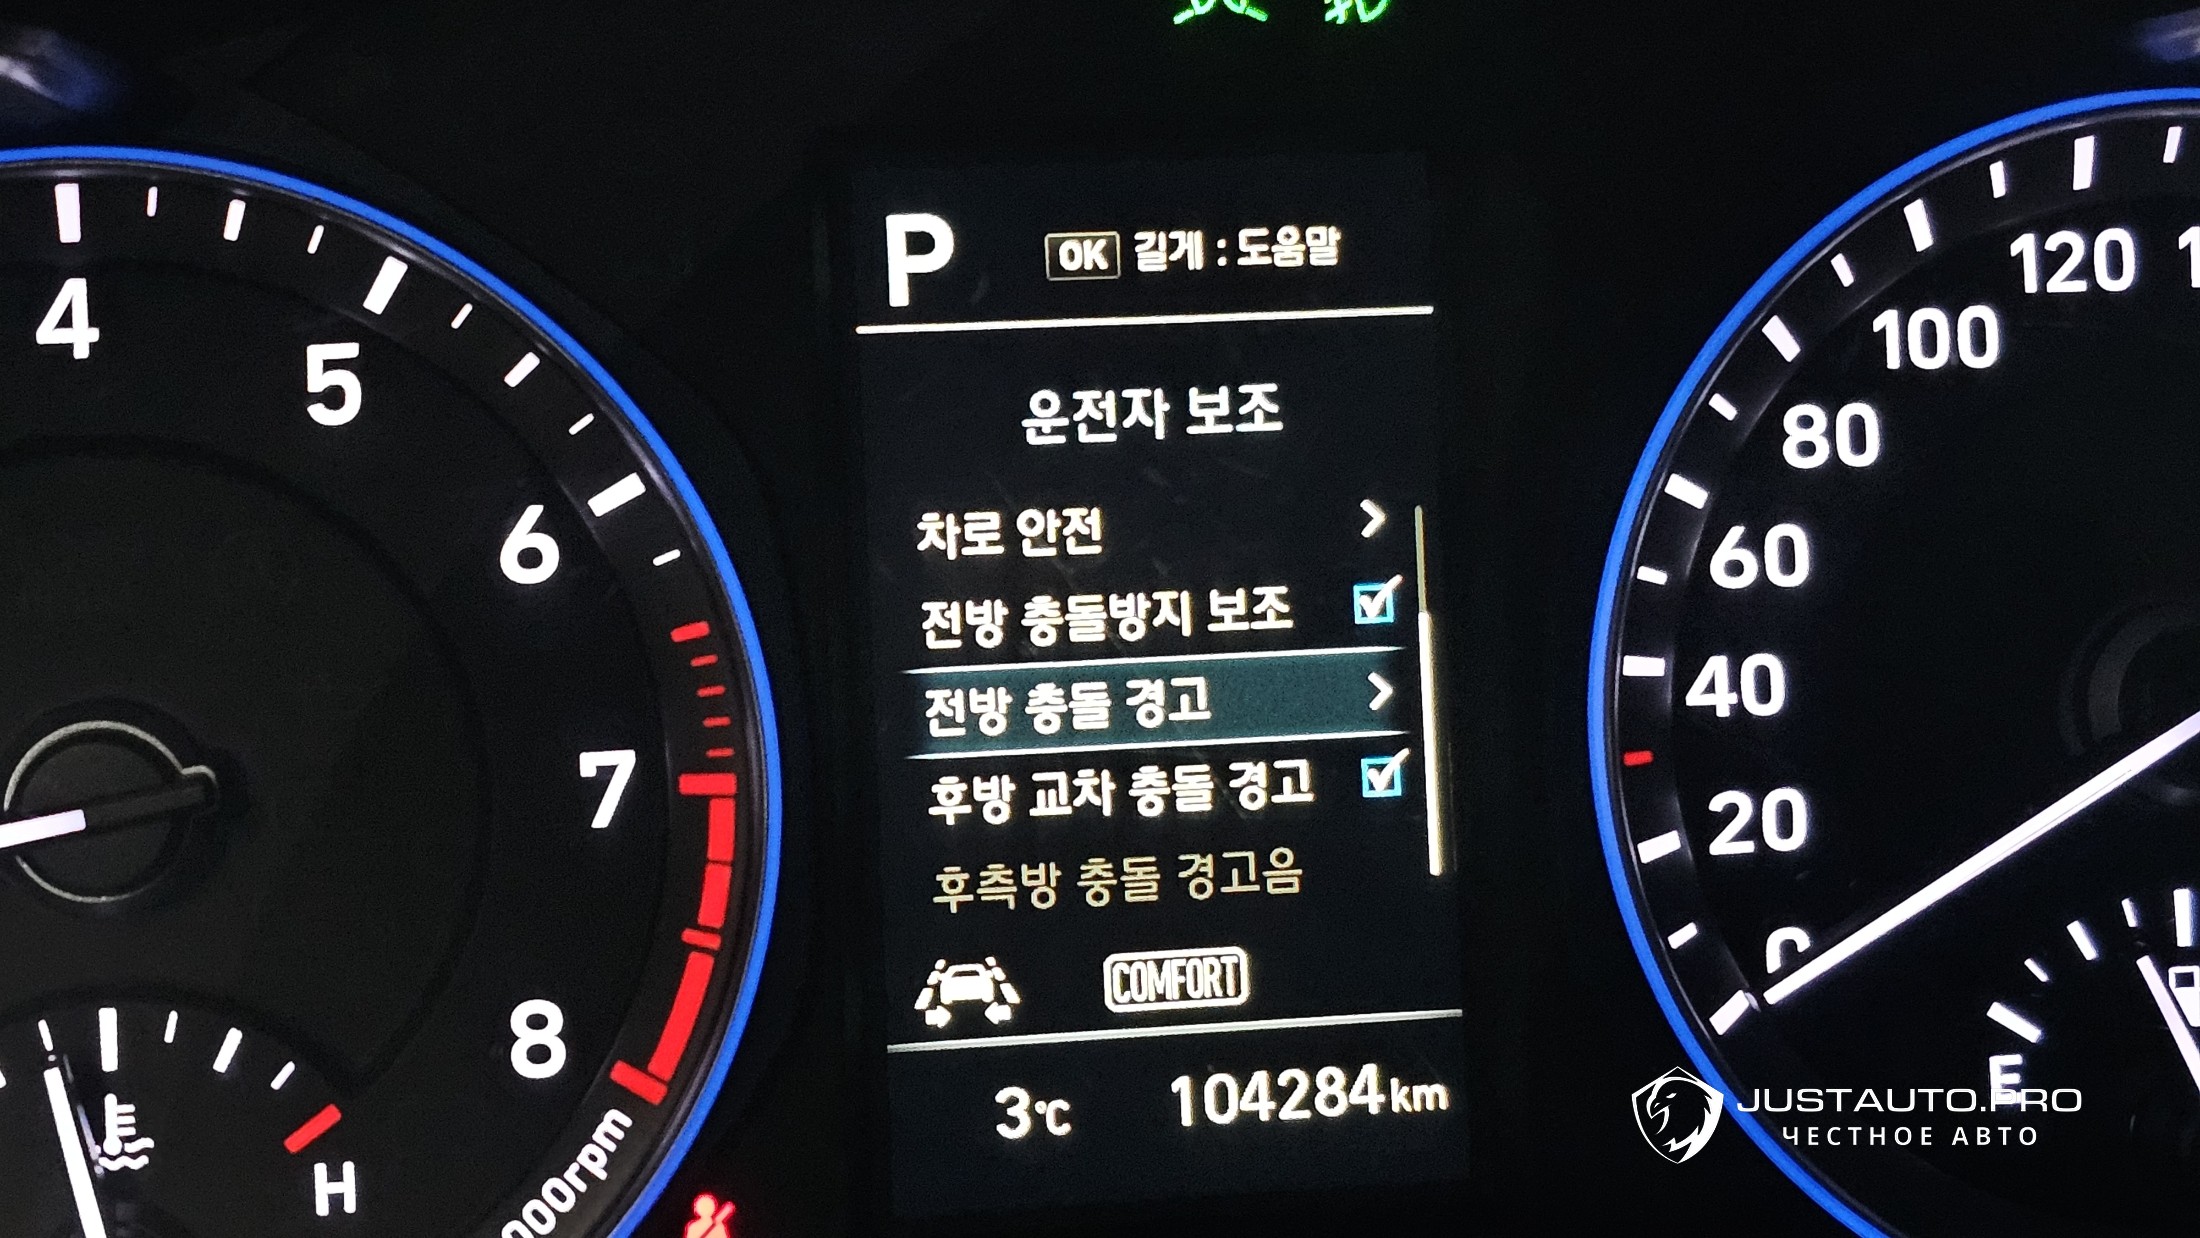 P
OK 길게 : 도움말
운전자 보조
차로 안전
전방 충돌방지 보조
전방 충돌 경고
후방 교차 충돌 경고
후측방 충돌 경고음
COMFORT
3℃ 104284km
4
5
6
7
8
H
000rpm
120
100
80
60
40
20
0
E
JUSTAUTO.PRO
ЧЕСТНОЕ АВТО